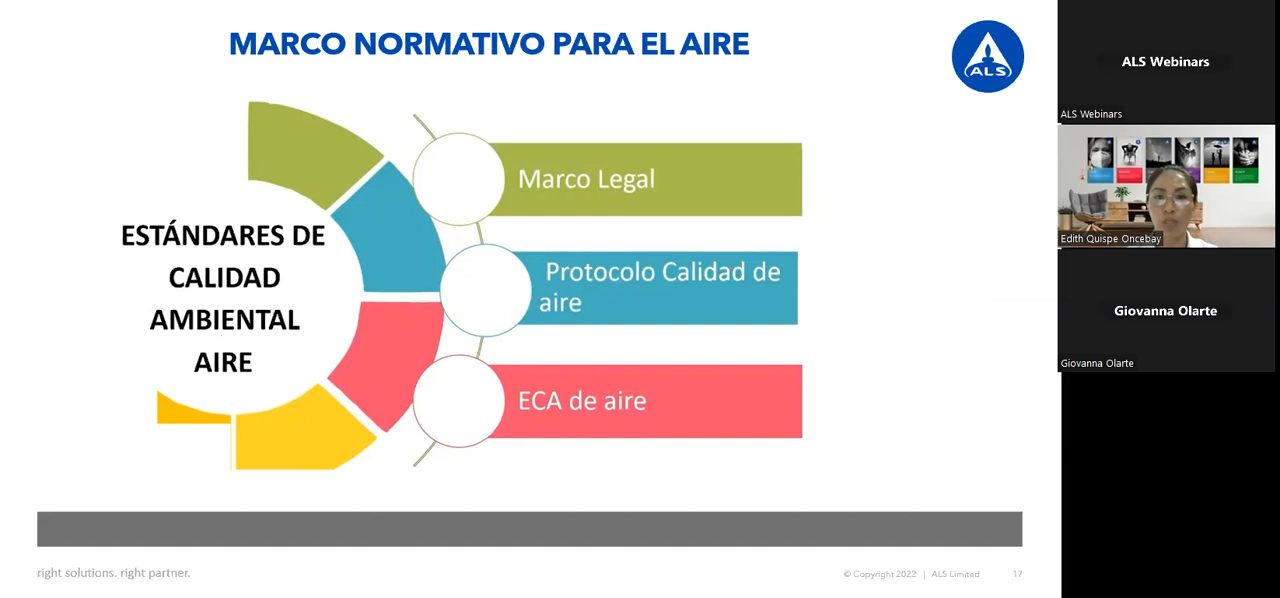 MARCO NORMATIVO PARA EL AIRE
ALS
ESTÁNDARES DE
CALIDAD
AMBIENTAL
AIRE
Marco Legal
Protocolo Calidad de
aire
ECA de aire
right solutions. right partner.
© Copyright 2022 | ALS Limited
17
ALS Webinars
ALS Webinars
Edith Quispe Oncebay
Giovanna Olarte
Giovanna Olarte